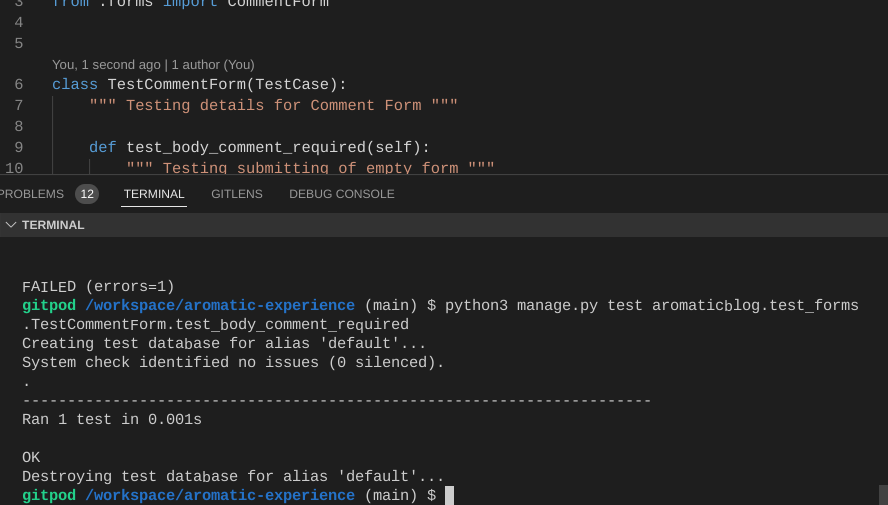 3 from .forms import CommentForm
4
5
You, 1 second ago | 1 author (You)
6 class TestCommentForm(TestCase):
7 """ Testing details for Comment Form """
8
9 def test_body_comment_required(self):
10 """ Testing submitting of empty form """
PROBLEMS 12 TERMINAL GITLENS DEBUG CONSOLE
TERMINAL
FAILED (errors=1)
gitpod /workspace/aromatic-experience (main) $ python3 manage.py test aromaticblog.test_forms
.TestCommentForm.test_body_comment_required
Creating test database for alias 'default'...
System check identified no issues (0 silenced).
.
----------------------------------------------------------------------
Ran 1 test in 0.001s
OK
Destroying test database for alias 'default'...
gitpod /workspace/aromatic-experience (main) $